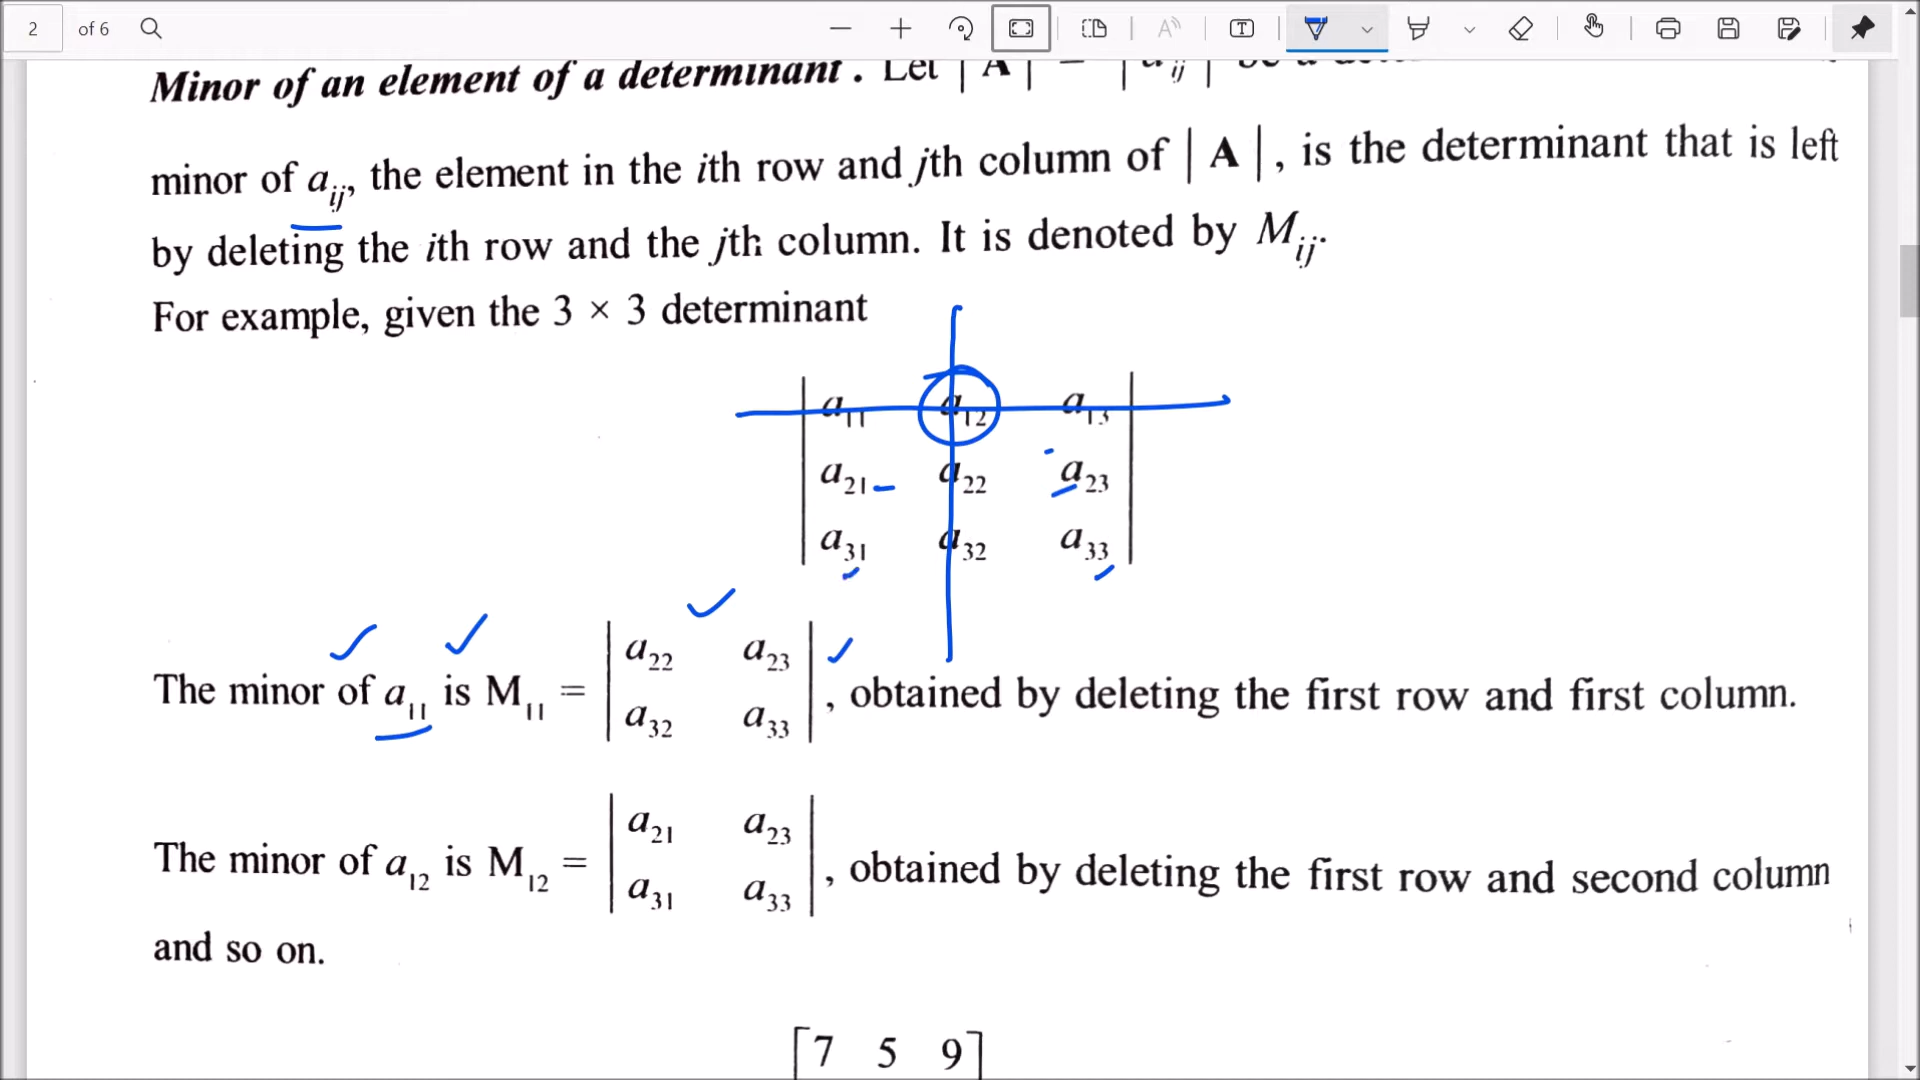 2 of 6
Minor of an element of a determinant . Let | A | = | a ij | be a
minor of aij, the element in the ith row and jth column of | A |, is the determinant that is left
by deleting the ith row and the jth column. It is denoted by Mij.
For example, given the 3 × 3 determinant
a11 a12 a13
a21 a22 a23
a31 a32 a33
a22 a23
The minor of a11 is M11 = , obtained by deleting the first row and first column.
a32 a33
a21 a23
The minor of a12 is M12 = , obtained by deleting the first row and second column
a31 a33
and so on.
7 5 9